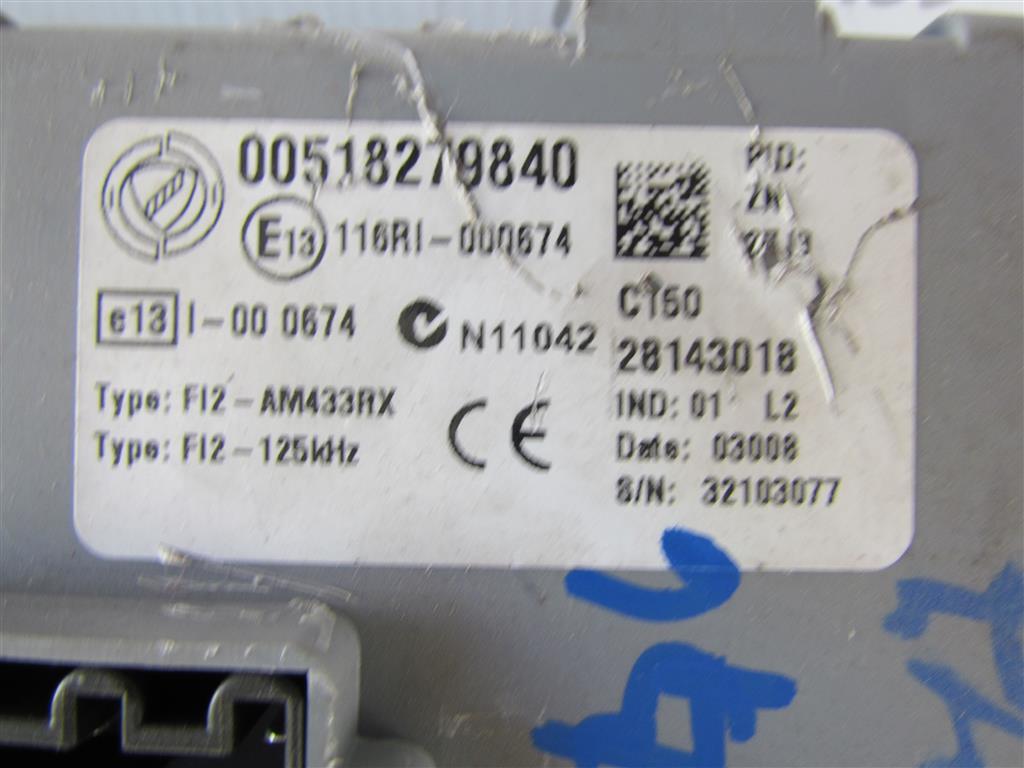 00518279840
E13 116RI-000674
e13 I-00 0674
N11042
Type: FI2-AM433RX
Type: FI2-125kHz
CE
PID:
C150
28143018
IND: 01 L2
Date: 03008
S/N: 32103077